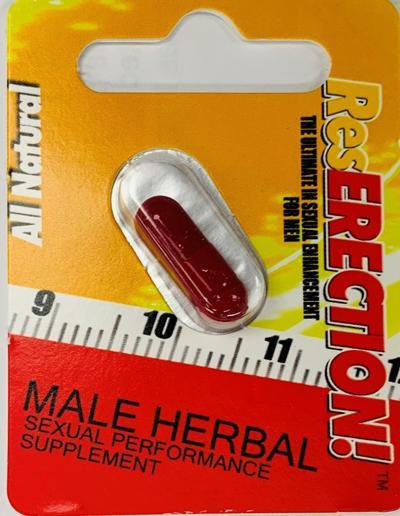 All Natural
ResERECTION!
TM
THE ULTIMATE IN SEXUAL ENHANCEMENT
FOR MEN
9 10 11
MALE HERBAL
SEXUAL PERFORMANCE
SUPPLEMENT